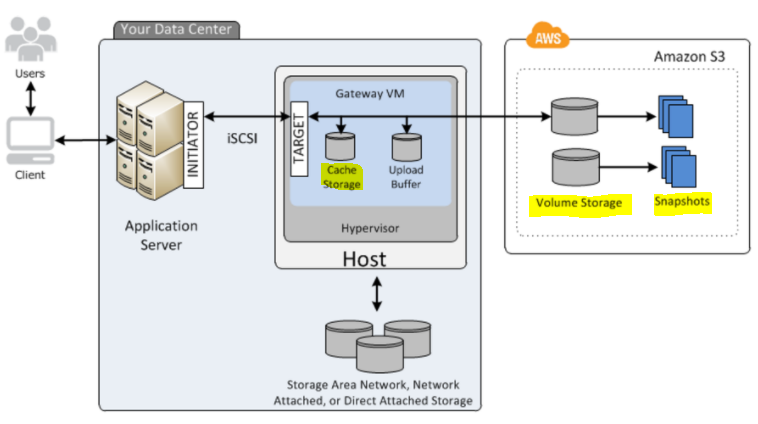 Users
Client
Your Data Center
INITIATOR
Application
Server
iSCSI
TARGET
Gateway VM
Cache
Storage
Upload
Buffer
Hypervisor
Host
Storage Area Network, Network
Attached, or Direct Attached Storage
AWS
Amazon S3
Volume Storage
Snapshots